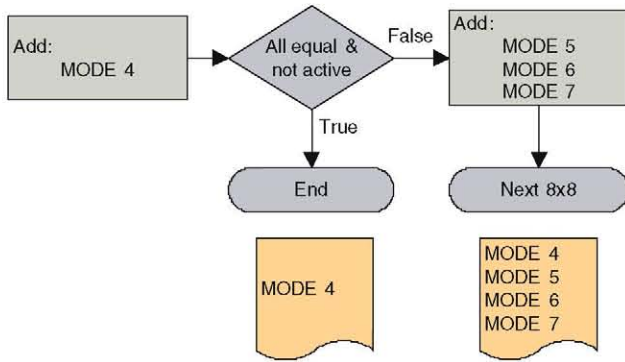 Add:
MODE 4
All equal &
not active
False
Add:
MODE 5
MODE 6
MODE 7
True
End
Next 8x8
MODE 4
MODE 4
MODE 5
MODE 6
MODE 7